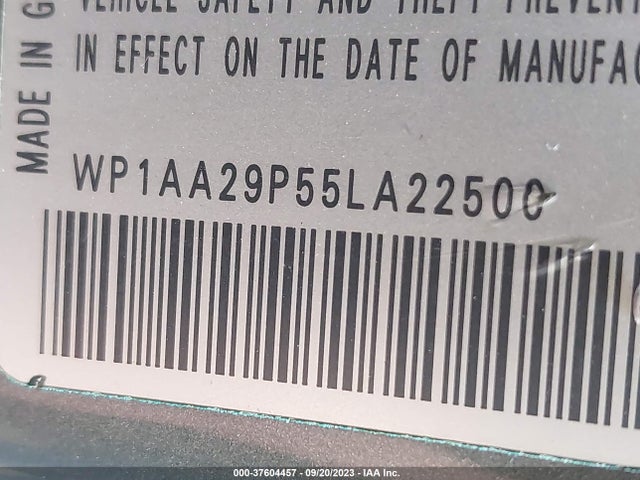 VEHICLE SAFETY AND THEFT PREVENT
IN EFFECT ON THE DATE OF MANUFAC
MADE IN G
WP1AA29P55LA22500
000-37604457 - 09/20/2023 - IAA Inc.